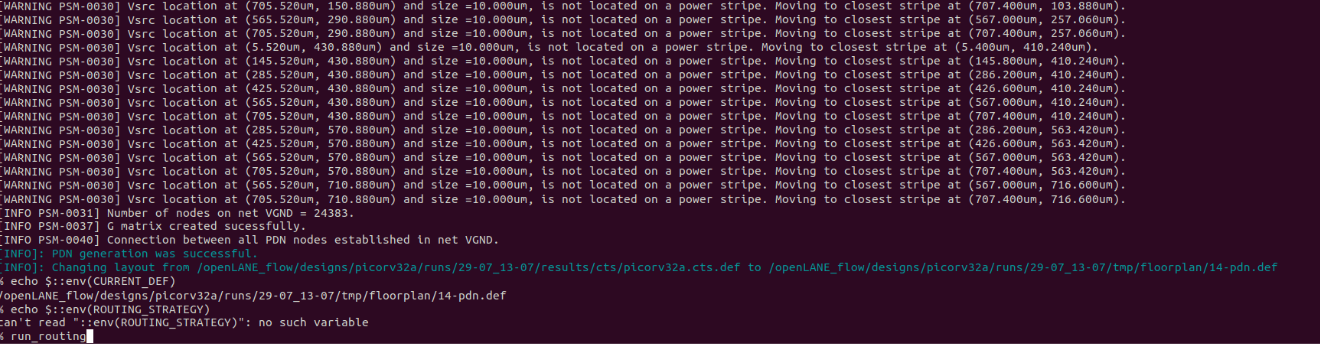 [WARNING PSM-0030] Vsrc location at (705.520um, 150.880um) and size =10.000um, is not located on a power stripe. Moving to closest stripe at (707.400um, 103.880um).
[WARNING PSM-0030] Vsrc location at (565.520um, 290.880um) and size =10.000um, is not located on a power stripe. Moving to closest stripe at (567.000um, 257.060um).
[WARNING PSM-0030] Vsrc location at (705.520um, 290.880um) and size =10.000um, is not located on a power stripe. Moving to closest stripe at (707.400um, 257.060um).
[WARNING PSM-0030] Vsrc location at (5.520um, 430.880um) and size =10.000um, is not located on a power stripe. Moving to closest stripe at (5.400um, 410.240um).
[WARNING PSM-0030] Vsrc location at (145.520um, 430.880um) and size =10.000um, is not located on a power stripe. Moving to closest stripe at (145.800um, 410.240um).
[WARNING PSM-0030] Vsrc location at (285.520um, 430.880um) and size =10.000um, is not located on a power stripe. Moving to closest stripe at (286.200um, 410.240um).
[WARNING PSM-0030] Vsrc location at (425.520um, 430.880um) and size =10.000um, is not located on a power stripe. Moving to closest stripe at (426.600um, 410.240um).
[WARNING PSM-0030] Vsrc location at (565.520um, 430.880um) and size =10.000um, is not located on a power stripe. Moving to closest stripe at (567.000um, 410.240um).
[WARNING PSM-0030] Vsrc location at (705.520um, 430.880um) and size =10.000um, is not located on a power stripe. Moving to closest stripe at (707.400um, 410.240um).
[WARNING PSM-0030] Vsrc location at (285.520um, 570.880um) and size =10.000um, is not located on a power stripe. Moving to closest stripe at (286.200um, 563.420um).
[WARNING PSM-0030] Vsrc location at (425.520um, 570.880um) and size =10.000um, is not located on a power stripe. Moving to closest stripe at (426.600um, 563.420um).
[WARNING PSM-0030] Vsrc location at (565.520um, 570.880um) and size =10.000um, is not located on a power stripe. Moving to closest stripe at (567.000um, 563.420um).
[WARNING PSM-0030] Vsrc location at (705.520um, 570.880um) and size =10.000um, is not located on a power stripe. Moving to closest stripe at (707.400um, 563.420um).
[WARNING PSM-0030] Vsrc location at (565.520um, 710.880um) and size =10.000um, is not located on a power stripe. Moving to closest stripe at (567.000um, 716.600um).
[WARNING PSM-0030] Vsrc location at (705.520um, 710.880um) and size =10.000um, is not located on a power stripe. Moving to closest stripe at (707.400um, 716.600um).
[INFO PSM-0031] Number of nodes on net VGND = 24383.
[INFO PSM-0037] G matrix created sucessfully.
[INFO PSM-0040] Connection between all PDN nodes established in net VGND.
[INFO]: PDN generation was successful.
[INFO]: Changing layout from /openLANE_flow/designs/picorv32a/runs/29-07_13-07/results/cts/picorv32a.cts.def to /openLANE_flow/designs/picorv32a/runs/29-07_13-07/tmp/floorplan/14-pdn.def
% echo $::env(CURRENT_DEF)
/openLANE_flow/designs/picorv32a/runs/29-07_13-07/tmp/floorplan/14-pdn.def
% echo $::env(ROUTING_STRATEGY)
can't read "::env(ROUTING_STRATEGY)": no such variable
% run_routing